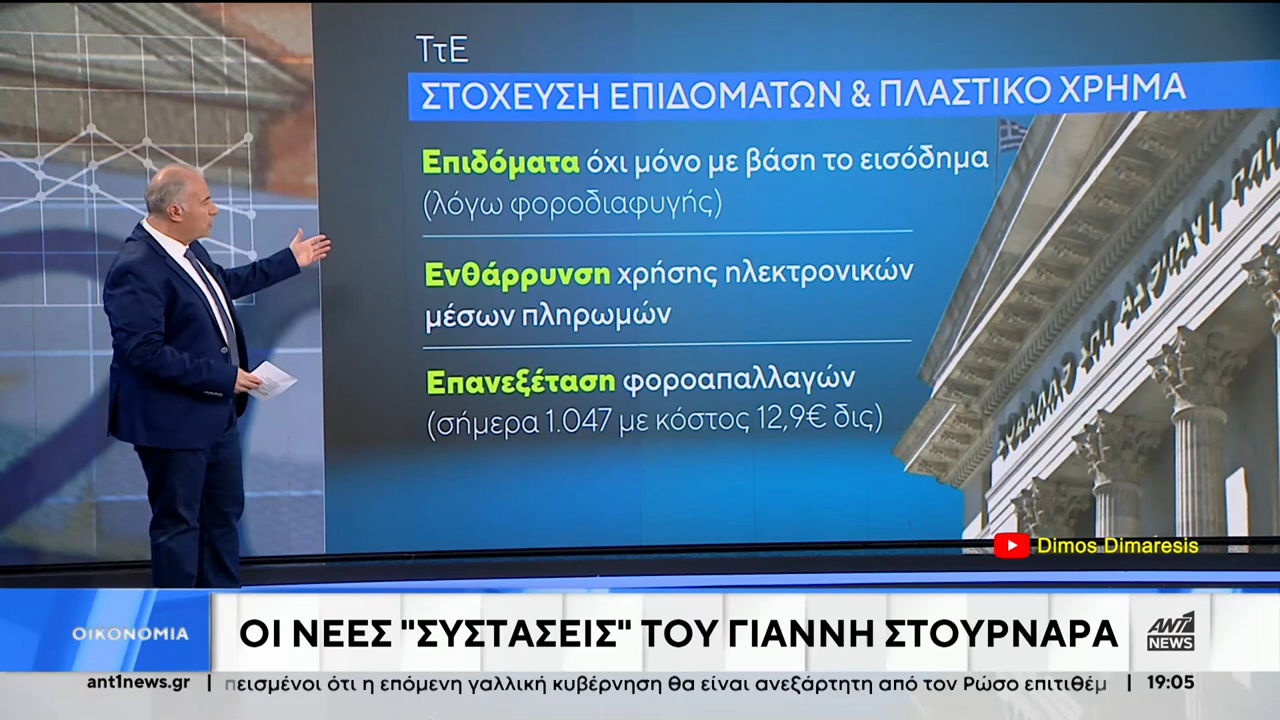 ΤτΕ
ΣΤΟΧΕΥΣΗ ΕΠΙΔΟΜΑΤΩΝ & ΠΛΑΣΤΙΚΟ ΧΡΗΜΑ
Επιδόματα όχι μόνο με βάση το εισόδημα
(λόγω φοροδιαφυγής)
Ενθάρρυνση χρήσης ηλεκτρονικών
μέσων πληρωμών
Επανεξέταση φοροαπαλλαγών
(σήμερα 1.047 με κόστος 12,9€ δις)
ΤΗΣ ΕΛΛΑΔΟΣ
Dimos Dimaresis
ΟΙΚΟΝΟΜΙΑ
ΟΙ ΝΕΕΣ "ΣΥΣΤΑΣΕΙΣ" ΤΟΥ ΓΙΑΝΝΗ ΣΤΟΥΡΝΑΡΑ
ANT1
NEWS
ant1news.gr | πεισμένοι ότι η επόμενη γαλλική κυβέρνηση θα είναι ανεξάρτητη από τον Ρώσο επιτιθέμ | 19:05